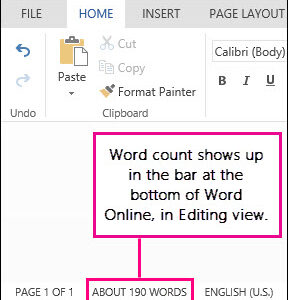 FILE HOME INSERT PAGE LAYOUT
Cut
Copy
Paste
Format Painter
Calibri (Body)
B I U
Undo Clipboard
Word count shows up
in the bar at the
bottom of Word
Online, in Editing view.
PAGE 1 OF 1 ABOUT 190 WORDS ENGLISH (U.S.)